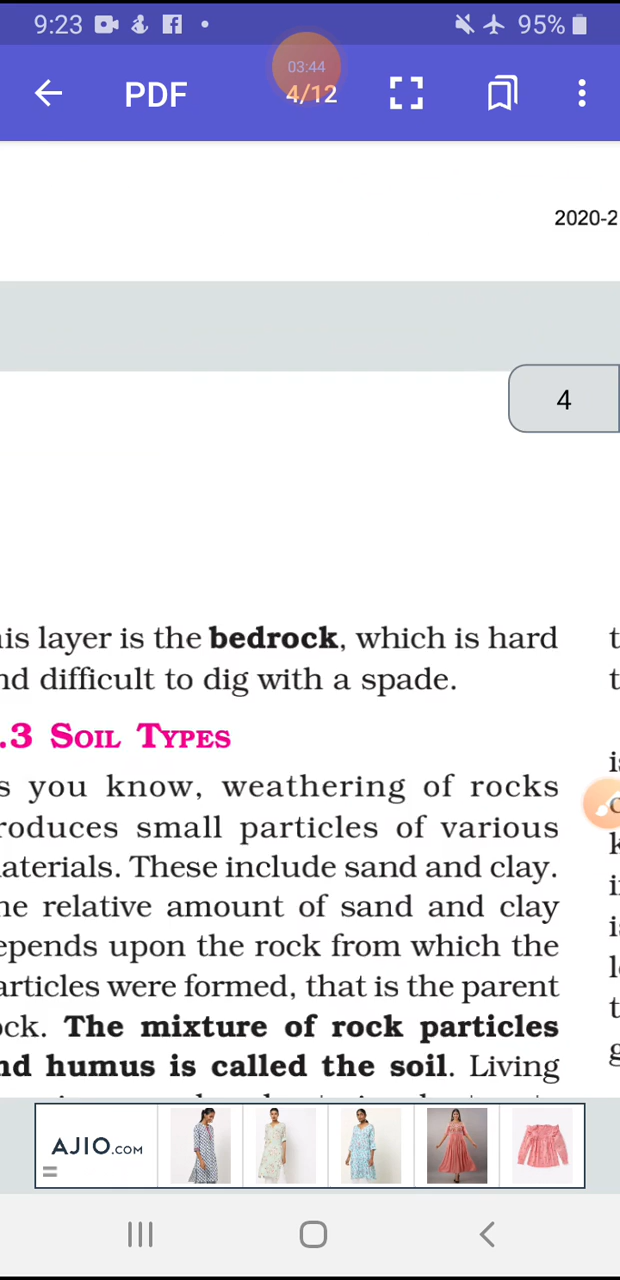 9:23
95%
03:44
PDF
4/12
2020-2
4
is layer is the bedrock, which is hard
nd difficult to dig with a spade.
.3 SOIL TYPES
s you know, weathering of rocks
roduces small particles of various
aterials. These include sand and clay.
he relative amount of sand and clay
epends upon the rock from which the
articles were formed, that is the parent
ock. The mixture of rock particles
nd humus is called the soil. Living
AJIO.COM